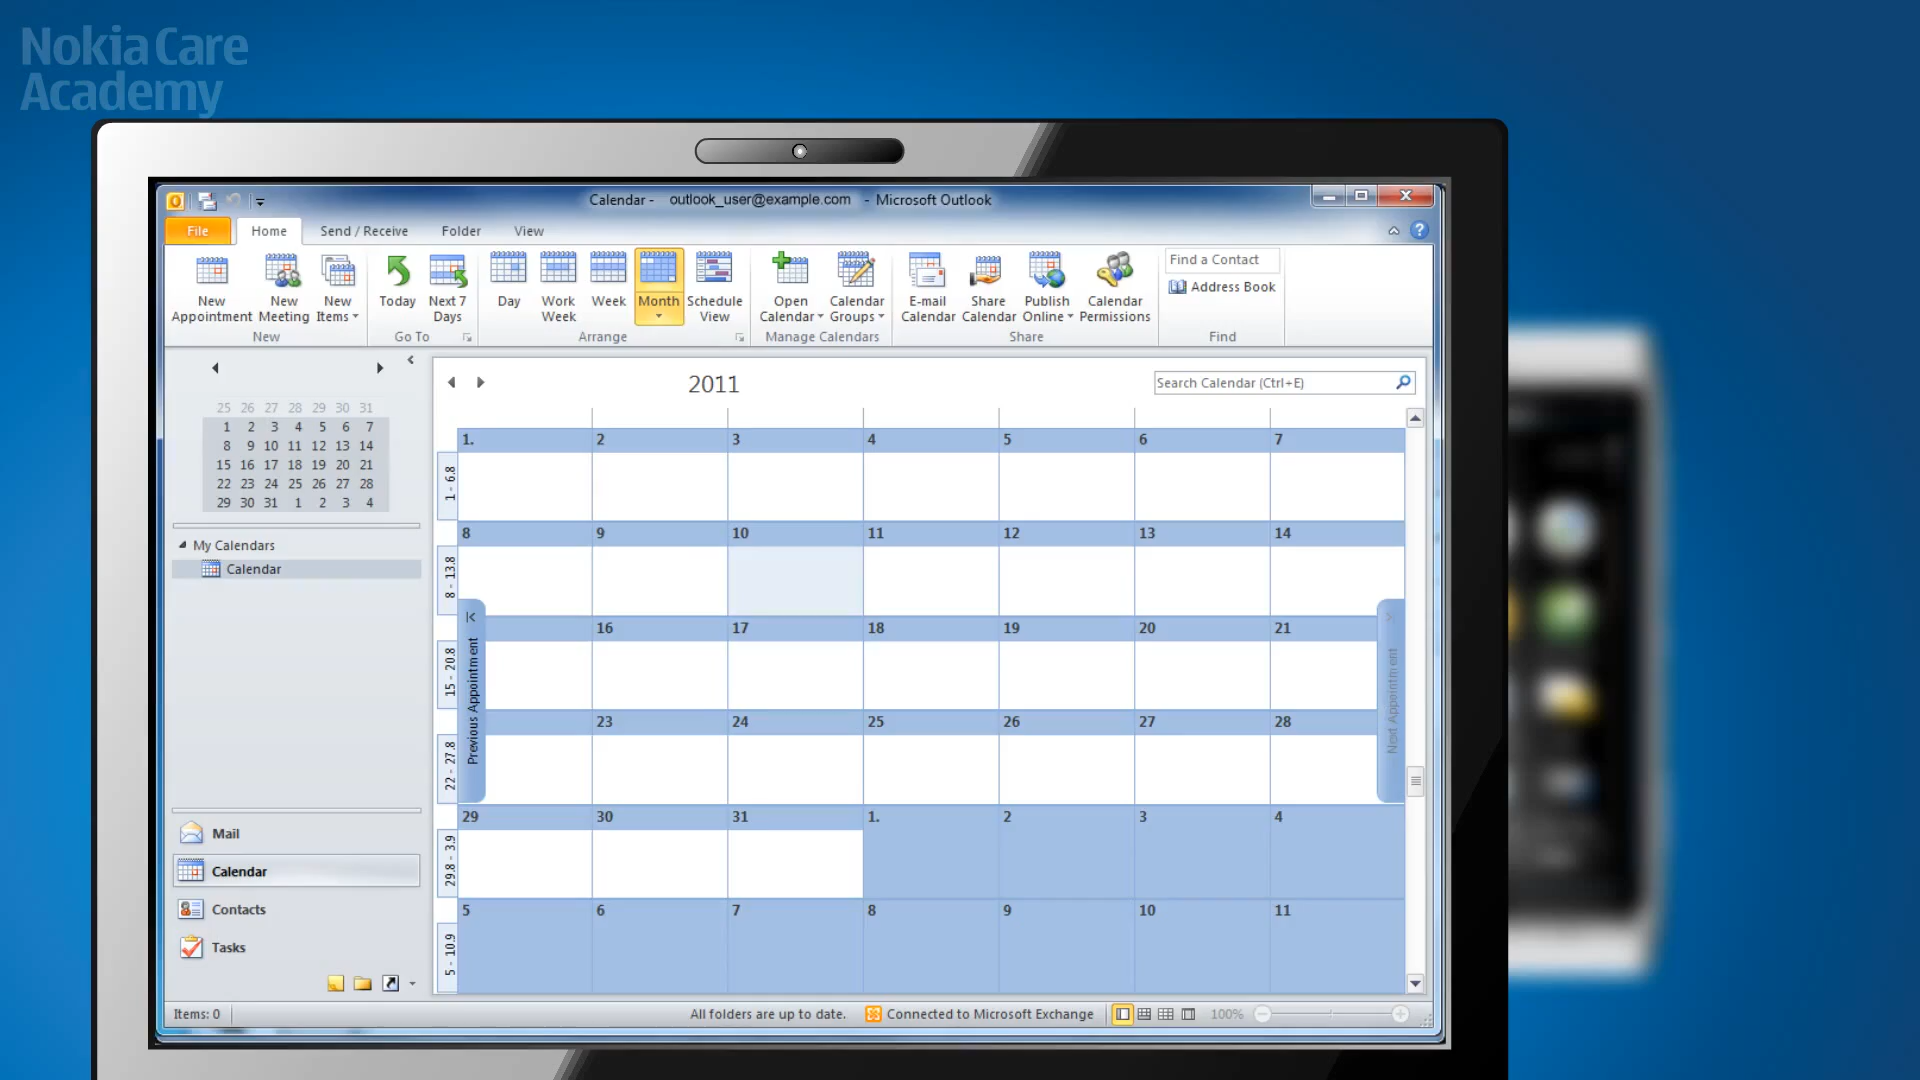 Nokia Care
Academy
Calendar - outlook_user@example.com - Microsoft Outlook
File Home Send / Receive Folder View
New Appointment New Meeting New Items Today Next 7 Days Day Work Week Week Month Schedule View Open Calendar Calendar Groups E-mail Calendar Share Calendar Publish Online Calendar Permissions Find a Contact Address Book
New Go To Arrange Manage Calendars Share Find
2011 Search Calendar (Ctrl+E)
25 26 27 28 29 30 31
1 2 3 4 5 6 7
8 9 10 11 12 13 14
15 16 17 18 19 20 21
22 23 24 25 26 27 28
29 30 31 1 2 3 4
My Calendars
Calendar
Mail
Calendar
Contacts
Tasks
1. 2 3 4 5 6 7
1 - 6.8
8 9 10 11 12 13 14
8 - 13.8
16 17 18 19 20 21
15 - 20.8
Previous Appointment
Next Appointment
23 24 25 26 27 28
22 - 27.8
29 30 31 1. 2 3 4
29.8 - 3.9
5 6 7 8 9 10 11
5 - 10.9
Items: 0 All folders are up to date. Connected to Microsoft Exchange 100%